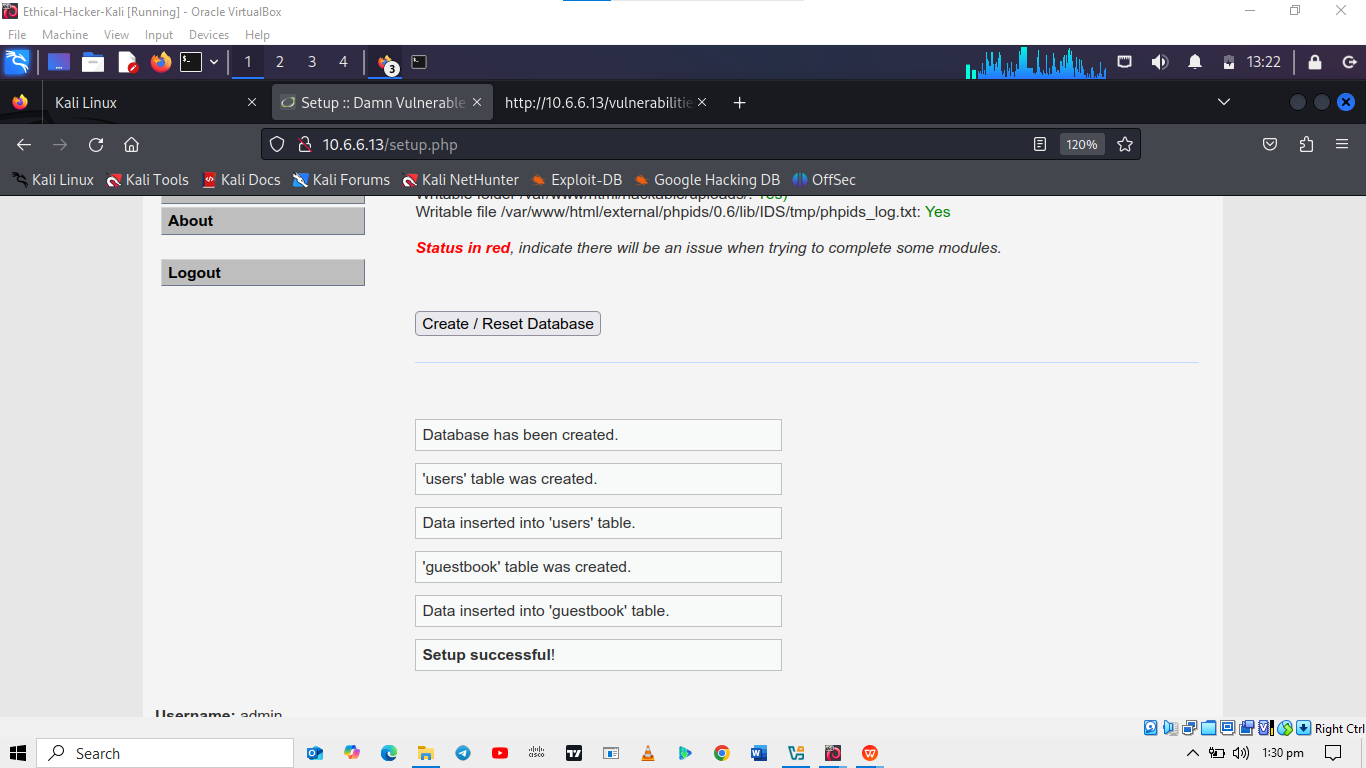 Ethical-Hacker-Kali [Running] - Oracle VirtualBox
File Machine View Input Devices Help
1 2 3 4 3 13:22
Kali Linux Setup :: Damn Vulnerable http://10.6.6.13/vulnerabilitie
10.6.6.13/setup.php 120%
Kali Linux Kali Tools Kali Docs Kali Forums Kali NetHunter Exploit-DB Google Hacking DB OffSec
Writable folder /var/www/html/hackable/uploads/: Yes)
About
Writable file /var/www/html/external/phpids/0.6/lib/IDS/tmp/phpids_log.txt: Yes
Status in red, indicate there will be an issue when trying to complete some modules.
Logout
Create / Reset Database
Database has been created.
'users' table was created.
Data inserted into 'users' table.
'guestbook' table was created.
Data inserted into 'guestbook' table.
Setup successful!
Username: admin
Right Ctrl
Search
1:30 pm